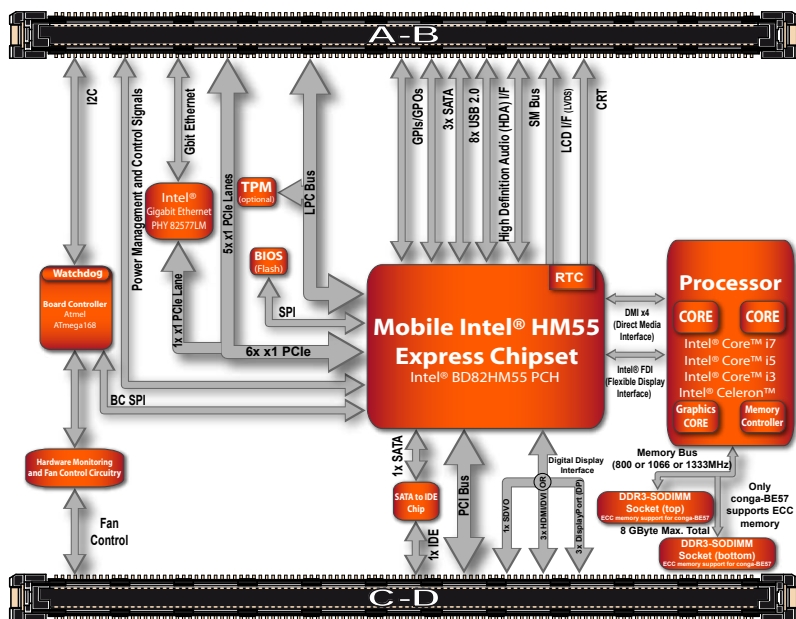 A-B
I2C
Power Management and Control Signals
Gbit Ethernet
5x x1 PCIe Lanes
LPC Bus
GPIs/GPOs
3x SATA
8x USB 2.0
High Definition Audio (HDA) I/F
SM Bus
LCD I/F (LVDS)
CRT
Intel®
Gigabit Ethernet
PHY 82577LM
TPM
(optional)
BIOS
(Flash)
SPI
1x x1 PCIe Lane
6x x1 PCIe
Watchdog
Board Controller
Atmel
ATmega168
BC SPI
Hardware Monitoring
and Fan Control Circuitry
Fan
Control
RTC
Mobile Intel® HM55
Express Chipset
Intel® BD82HM55 PCH
DMI x4
(Direct Media
Interface)
Intel® FDI
(Flexible Display
Interface)
Processor
CORE
CORE
Intel® Core™ i7
Intel® Core™ i5
Intel® Core™ i3
Intel® Celeron™
Graphics
CORE
Memory
Controller
Memory Bus
(800 or 1066 or 1333MHz)
DDR3-SODIMM
Socket (top)
ECC memory support for conga-BE57
8 GByte Max. Total
Only
conga-BE57
supports ECC
memory
DDR3-SODIMM
Socket (bottom)
ECC memory support for conga-BE57
1x SATA
SATA to IDE
Chip
1x IDE
PCI Bus
Digital Display
Interface
OR
1x SDVO
3x HDMI/DVI
3x DisplayPort (DP)
C-D